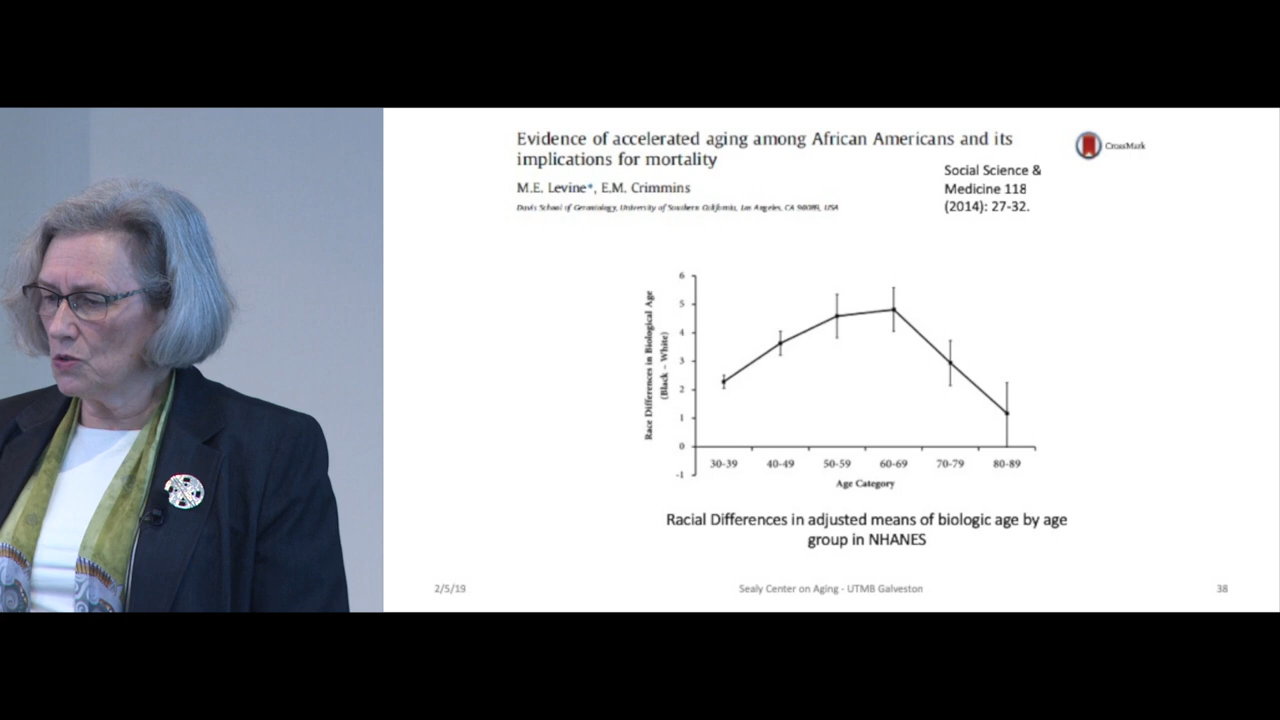 Evidence of accelerated aging among African Americans and its
implications for mortality
CrossMark
Social Science &
Medicine 118
(2014): 27-32.
M.E. Levine*, E.M. Crimmins
Davis School of Gerontology, University of Southern California, Los Angeles, CA 90089, USA
Race Differences in Biological Age
(Black – White)
6
5
4
3
2
1
0
-1
30-39 40-49 50-59 60-69 70-79 80-89
Age Category
Racial Differences in adjusted means of biologic age by age
group in NHANES
2/5/19 Sealy Center on Aging - UTMB Galveston 38